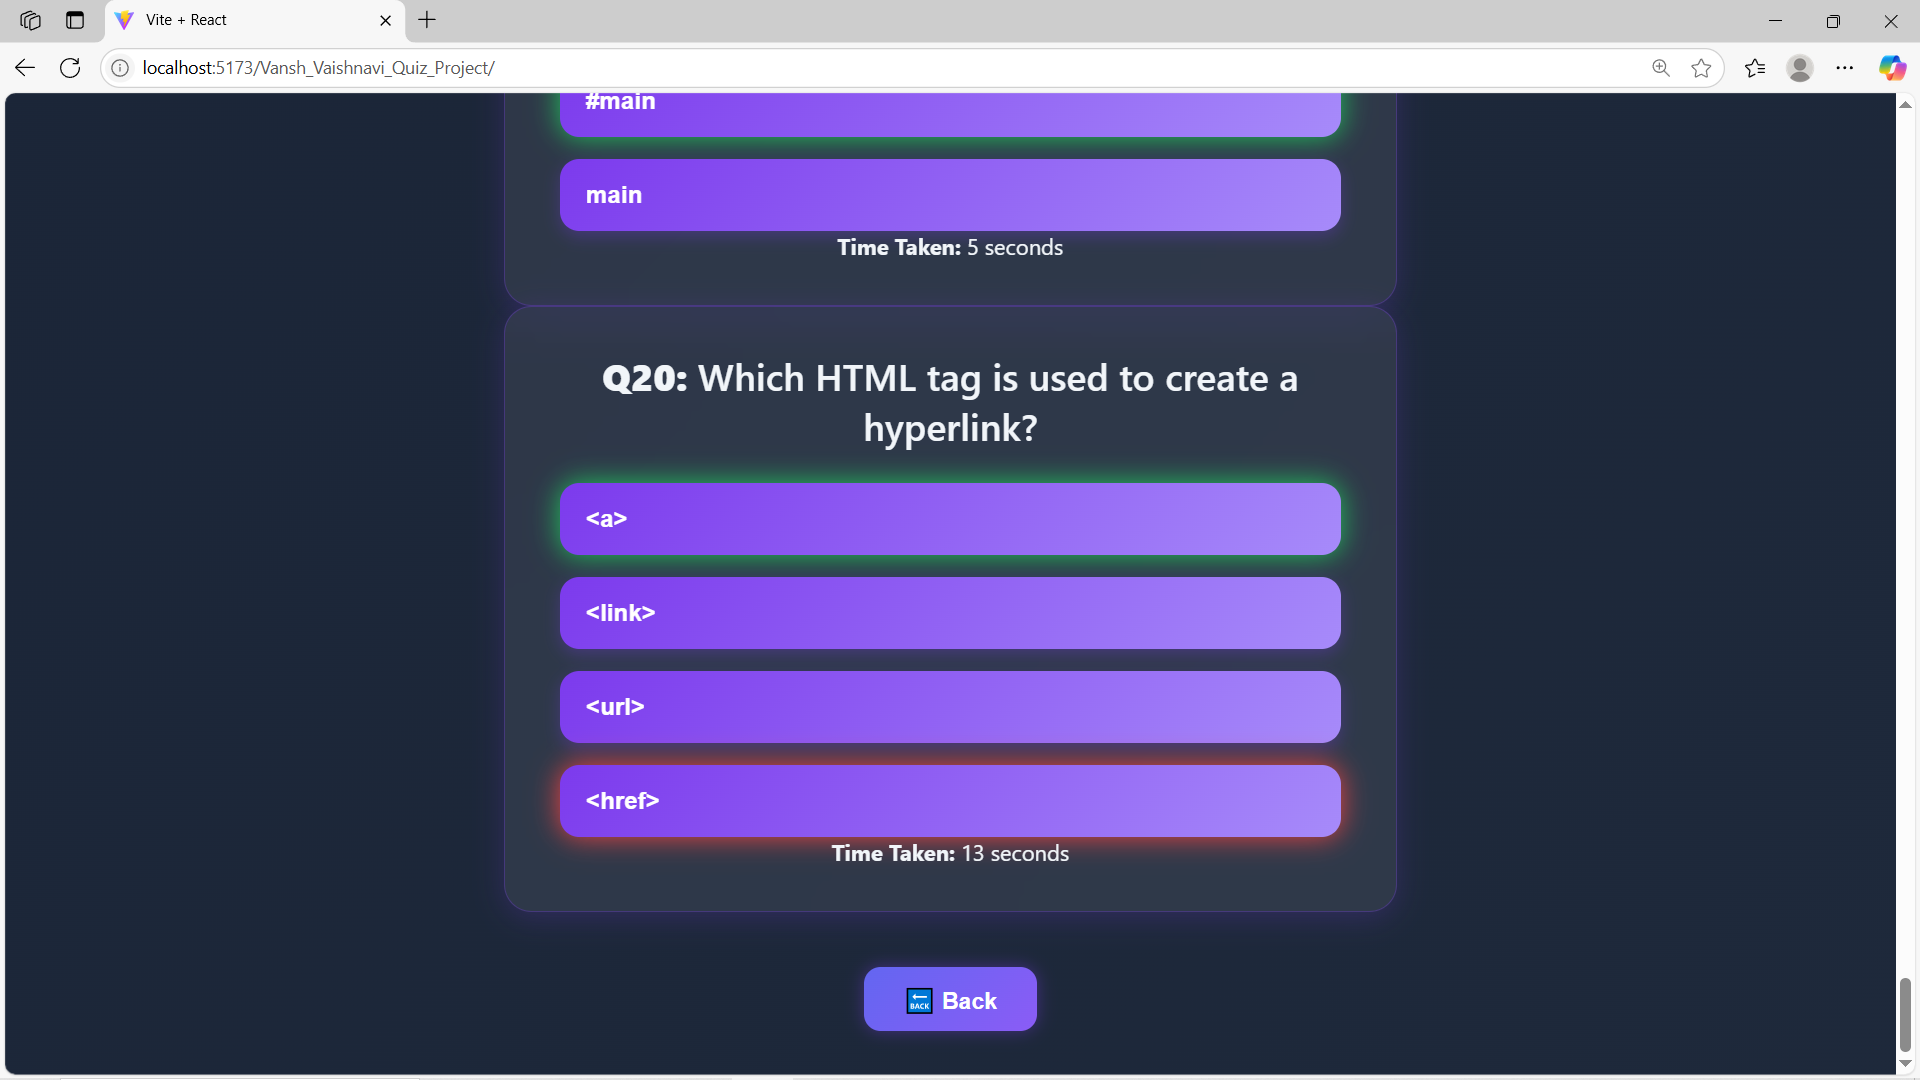 Vite + React
localhost:5173/Vansh_Vaishnavi_Quiz_Project/
#main
main
Time Taken: 5 seconds
Q20: Which HTML tag is used to create a
hyperlink?
<a>
<link>
<url>
<href>
Time Taken: 13 seconds
BACK Back